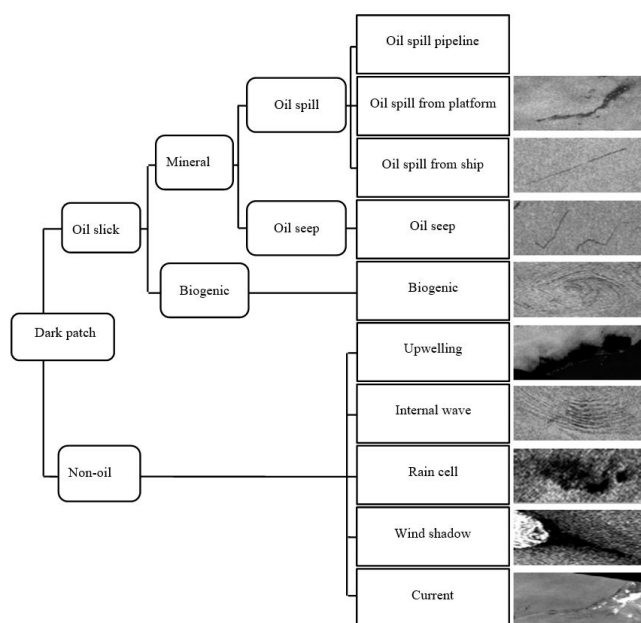 Oil spill pipeline
Oil spill
Oil spill from platform
Mineral
Oil spill from ship
Oil slick
Oil seep
Oil seep
Biogenic
Biogenic
Dark patch
Upwelling
Internal wave
Non-oil
Rain cell
Wind shadow
Current